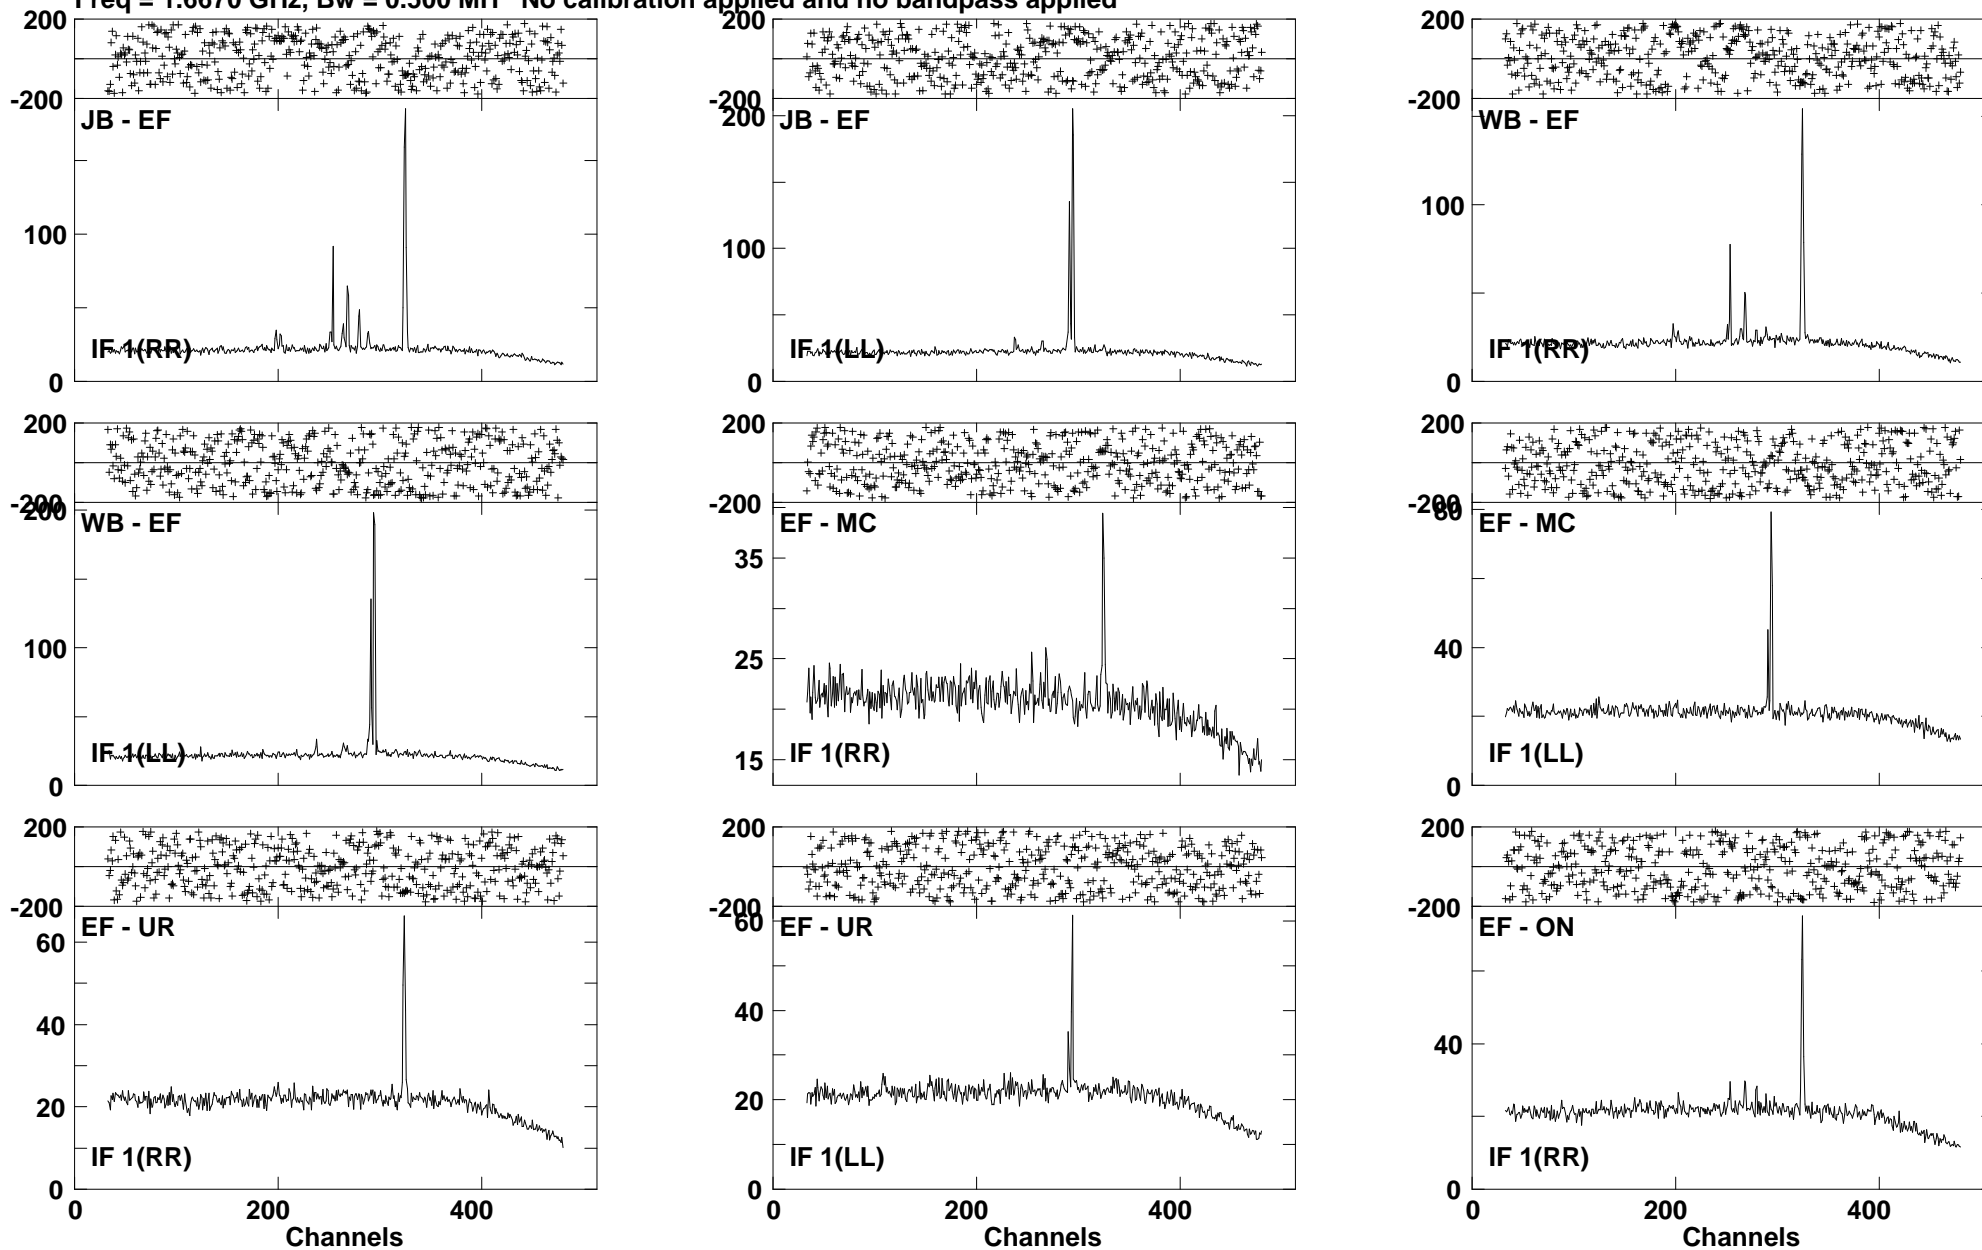 Freq = 1.6670 GHz, Bw = 0.500 MH No calibration applied and no bandpass applied
200 200 200
-200 -200 -200
JB - EF JB - EF WB - EF
200
100 100 100
IF 1(RR) IF 1(LL) IF 1(RR)
0 0 0
200 200 200
-200 -200 -200
200 80
WB - EF EF - MC EF - MC
35
100 25 40
IF 1(LL) IF 1(RR) IF 1(LL)
15
0 0
200 200 200
-200 -200 -200
60
EF - UR EF - UR EF - ON
60
40 40 40
20 20
IF 1(RR) IF 1(LL) IF 1(RR)
0 0 0
0 200 400 0 200 400 0 200 400
Channels Channels Channels